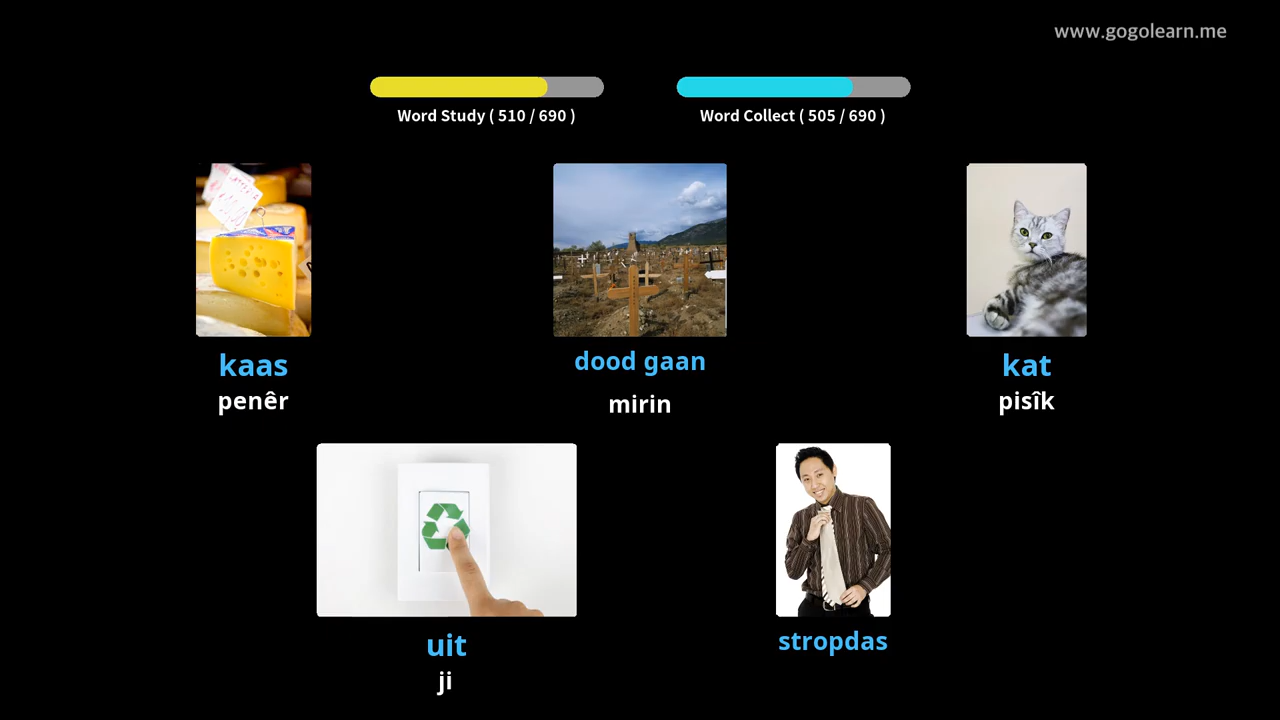 www.gogolearn.me
Word Study ( 510 / 690 )
Word Collect ( 505 / 690 )
kaas
penêr
dood gaan
mirin
kat
pisîk
uit
ji
stropdas